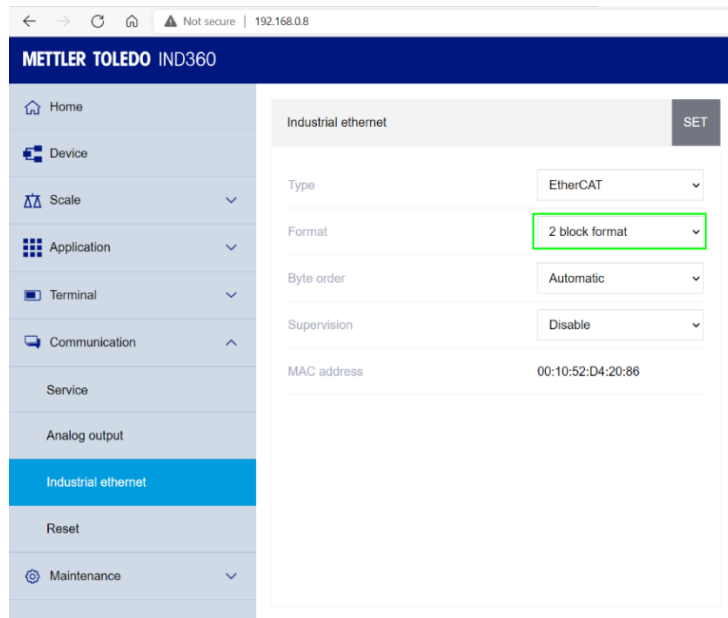 Not secure | 192.168.0.8
METTLER TOLEDO IND360
Home
Device
Scale
Application
Terminal
Communication
Service
Analog output
Industrial ethernet
Reset
Maintenance
Industrial ethernet SET
Type EtherCAT
Format 2 block format
Byte order Automatic
Supervision Disable
MAC address 00:10:52:D4:20:86